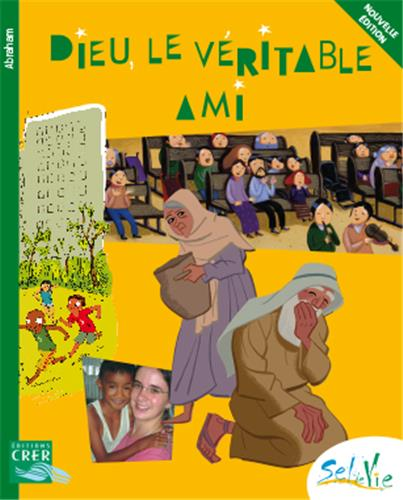 Abraham
DIEU, LE VÉRITABLE
AMI
NOUVELLE
ÉDITION
ÉDITIONS
CRER
Sel de Vie